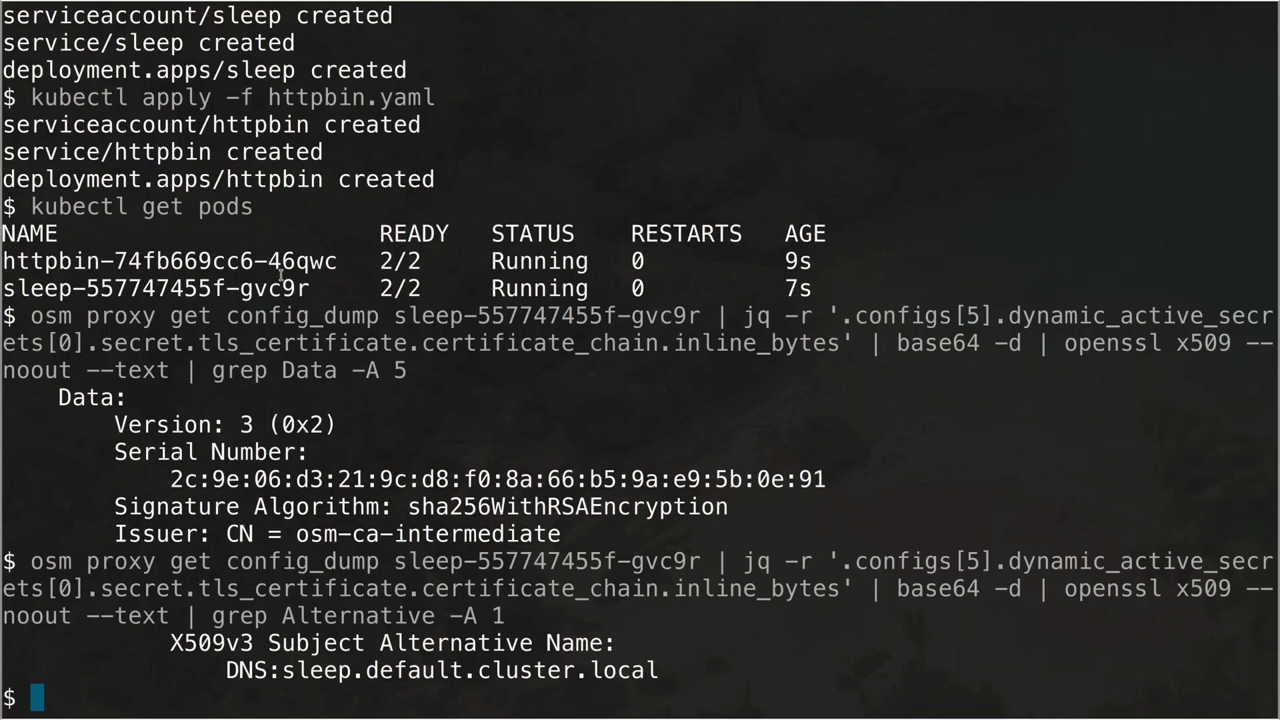 serviceaccount/sleep created
service/sleep created
deployment.apps/sleep created
$ kubectl apply -f httpbin.yaml
serviceaccount/httpbin created
service/httpbin created
deployment.apps/httpbin created
$ kubectl get pods
NAME READY STATUS RESTARTS AGE
httpbin-74fb669cc6-46qwc 2/2 Running 0 9s
sleep-557747455f-gvc9r 2/2 Running 0 7s
$ osm proxy get config_dump sleep-557747455f-gvc9r | jq -r '.configs[5].dynamic_active_secr
ets[0].secret.tls_certificate.certificate_chain.inline_bytes' | base64 -d | openssl x509 --
noout --text | grep Data -A 5
Data:
Version: 3 (0x2)
Serial Number:
2c:9e:06:d3:21:9c:d8:f0:8a:66:b5:9a:e9:5b:0e:91
Signature Algorithm: sha256WithRSAEncryption
Issuer: CN = osm-ca-intermediate
$ osm proxy get config_dump sleep-557747455f-gvc9r | jq -r '.configs[5].dynamic_active_secr
ets[0].secret.tls_certificate.certificate_chain.inline_bytes' | base64 -d | openssl x509 --
noout --text | grep Alternative -A 1
X509v3 Subject Alternative Name:
DNS:sleep.default.cluster.local
$